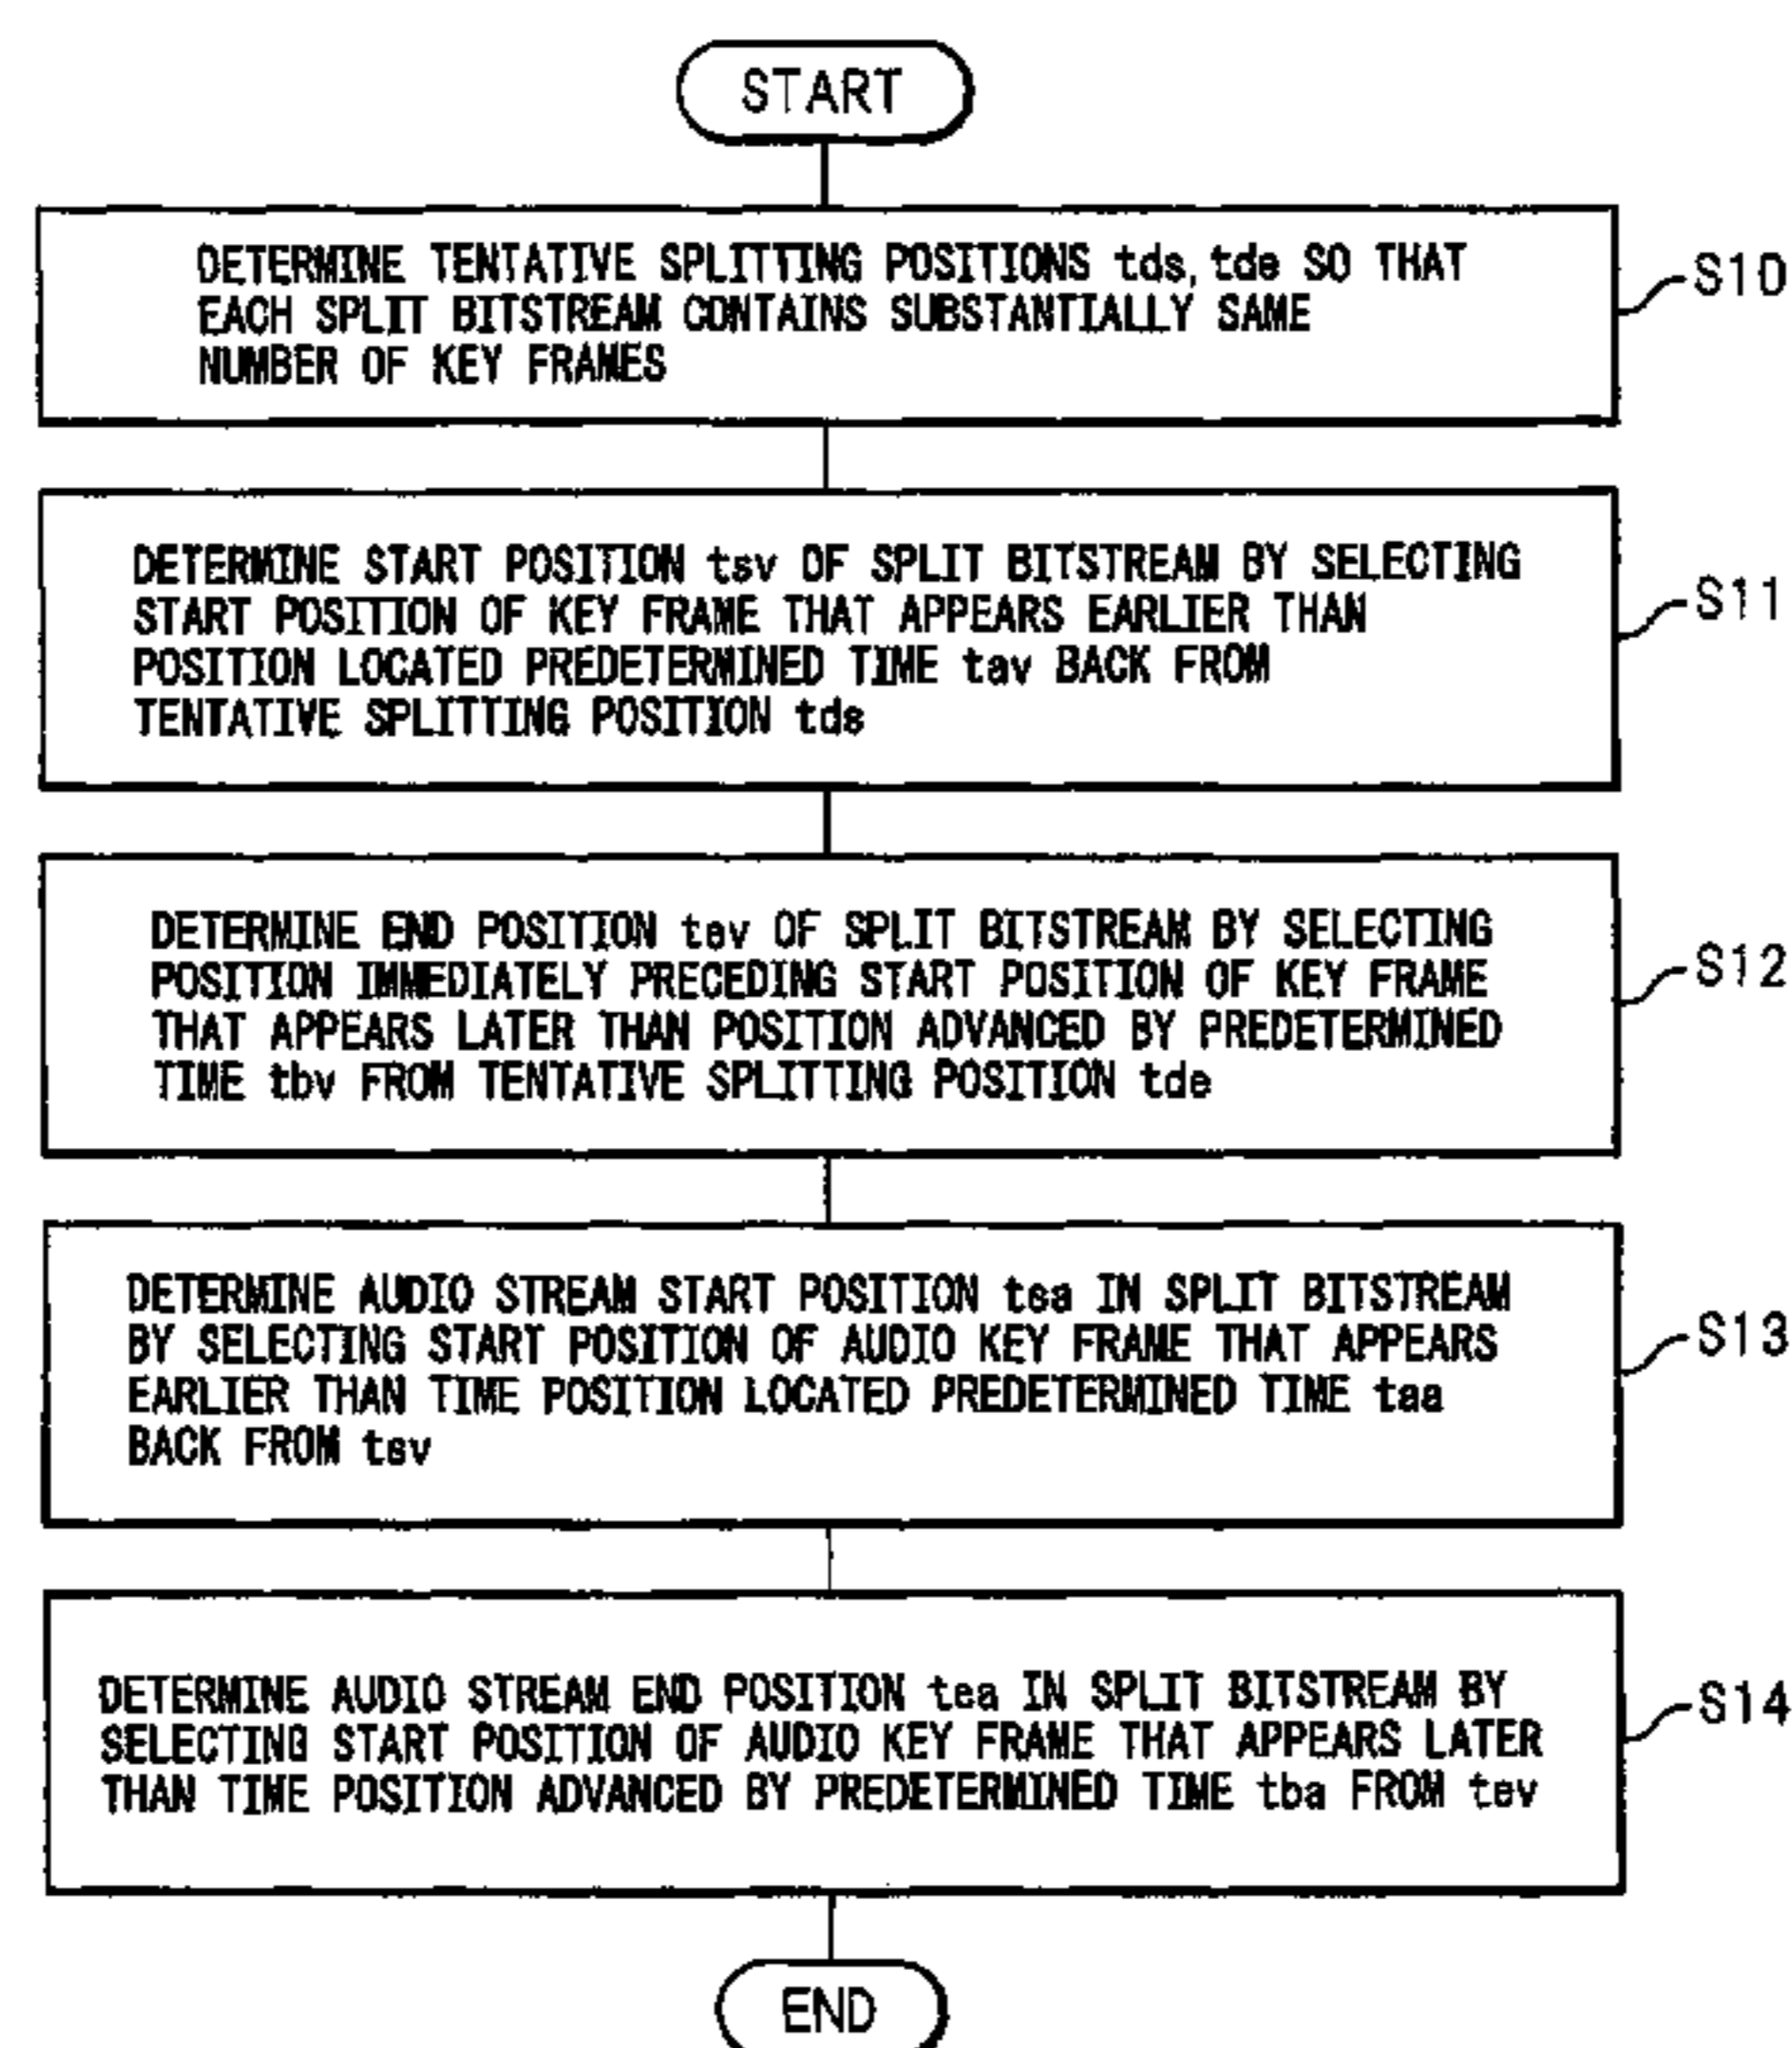 START
DETERMINE TENTATIVE SPLITTING POSITIONS tds, tde SO THAT
EACH SPLIT BITSTREAM CONTAINS SUBSTANTIALLY SAME
NUMBER OF KEY FRAMES
S10
DETERMINE START POSITION tsv OF SPLIT BITSTREAM BY SELECTING
START POSITION OF KEY FRAME THAT APPEARS EARLIER THAN
POSITION LOCATED PREDETERMINED TIME tav BACK FROM
TENTATIVE SPLITTING POSITION tds
S11
DETERMINE END POSITION tev OF SPLIT BITSTREAM BY SELECTING
POSITION IMMEDIATELY PRECEDING START POSITION OF KEY FRAME
THAT APPEARS LATER THAN POSITION ADVANCED BY PREDETERMINED
TIME tbv FROM TENTATIVE SPLITTING POSITION tde
S12
DETERMINE AUDIO STREAM START POSITION tsa IN SPLIT BITSTREAM
BY SELECTING START POSITION OF AUDIO KEY FRAME THAT APPEARS
EARLIER THAN TIME POSITION LOCATED PREDETERMINED TIME taa
BACK FROM tsv
S13
DETERMINE AUDIO STREAM END POSITION tea IN SPLIT BITSTREAM BY
SELECTING START POSITION OF AUDIO KEY FRAME THAT APPEARS LATER
THAN TIME POSITION ADVANCED BY PREDETERMINED TIME tba FROM tev
S14
END